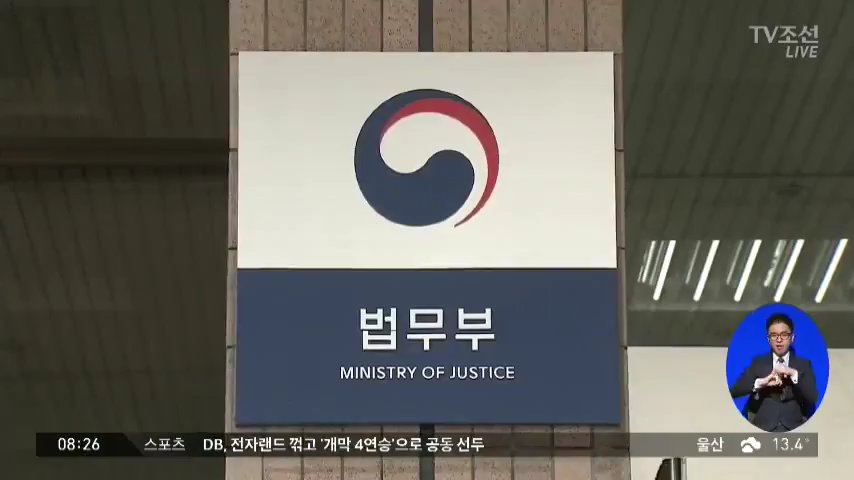 TV조선
LIVE
법무부
MINISTRY OF JUSTICE
08:26 스포츠 DB, 전자랜드 꺾고 '개막 4연승'으로 공동 선두 울산 13.4°